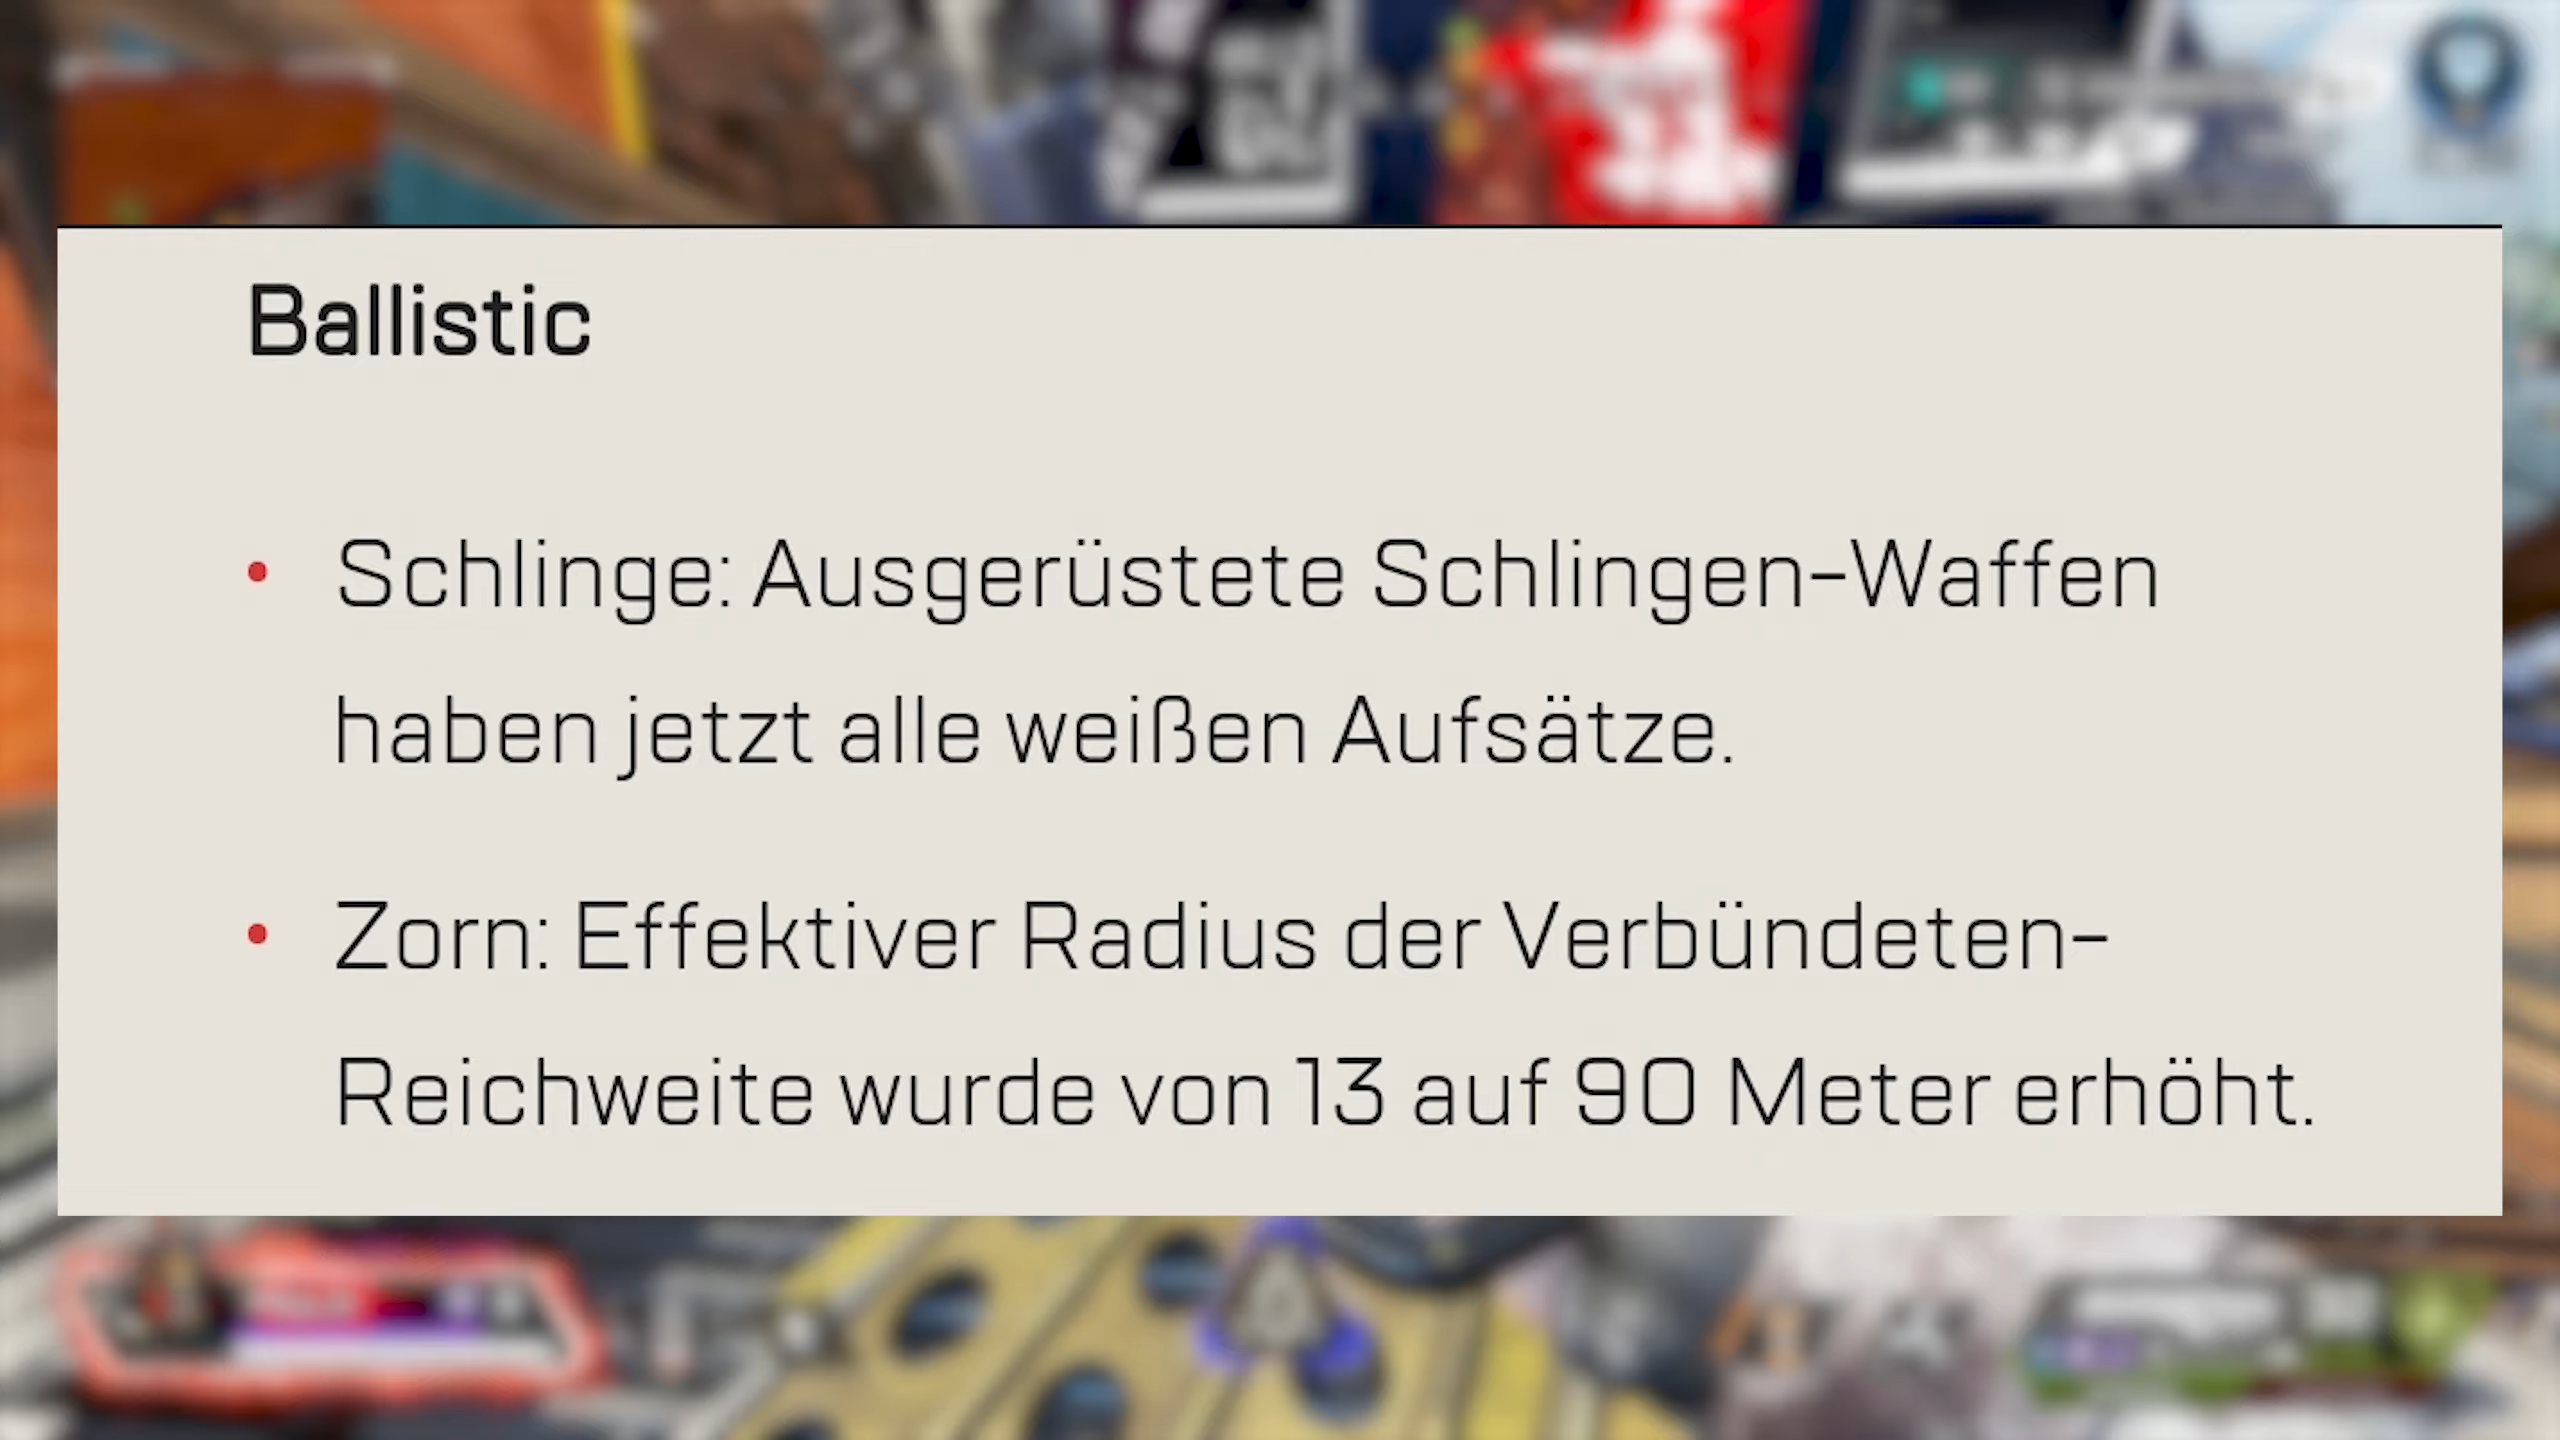 Ballistic
• Schlinge: Ausgerüstete Schlingen-Waffen
haben jetzt alle weißen Aufsätze.
• Zorn: Effektiver Radius der Verbündeten-
Reichweite wurde von 13 auf 90 Meter erhöht.